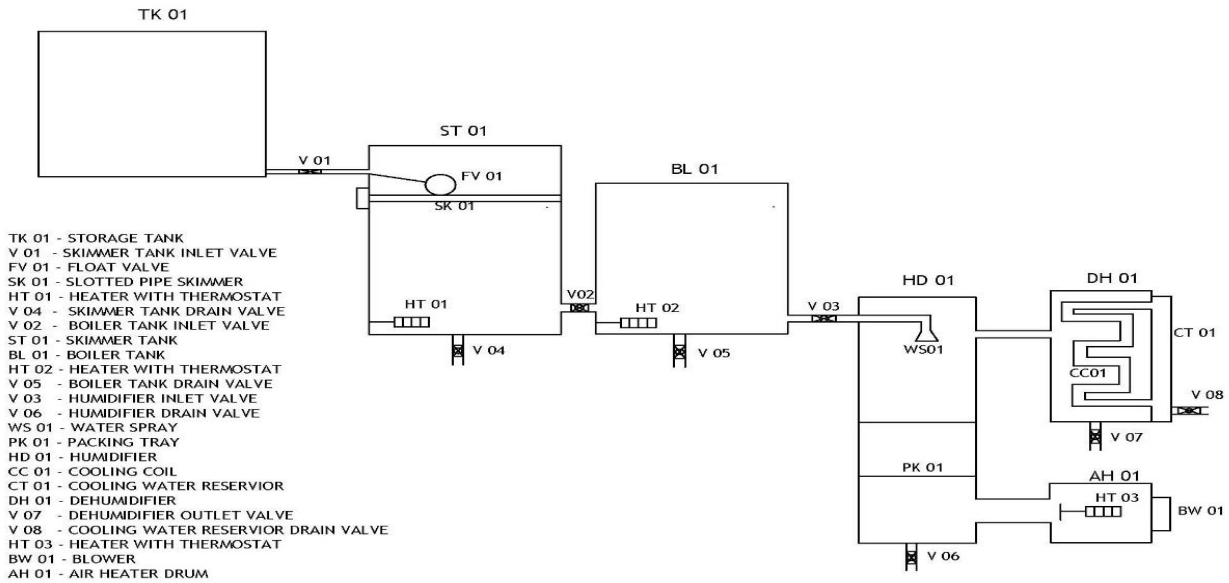 TK 01
ST 01
V 01
FV 01
BL 01
SK 01
TK 01 - STORAGE TANK
V 01 - SKIMMER TANK INLET VALVE
FV 01 - FLOAT VALVE
SK 01 - SLOTTED PIPE SKIMMER
HT 01 - HEATER WITH THERMOSTAT
V 04 - SKIMMER TANK DRAIN VALVE
V 02 - BOILER TANK INLET VALVE
ST 01 - SKIMMER TANK
BL 01 - BOILER TANK
HT 02 - HEATER WITH THERMOSTAT
V 05 - BOILER TANK DRAIN VALVE
V 03 - HUMIDIFIER INLET VALVE
V 06 - HUMIDIFIER DRAIN VALVE
WS 01 - WATER SPRAY
PK 01 - PACKING TRAY
HD 01 - HUMIDIFIER
CC 01 - COOLING COIL
CT 01 - COOLING WATER RESERVIOR
DH 01 - DEHUMIDIFIER
V 07 - DEHUMIDIFIER OUTLET VALVE
V 08 - COOLING WATER RESERVIOR DRAIN VALVE
HT 03 - HEATER WITH THERMOSTAT
BW 01 - BLOWER
AH 01 - AIR HEATER DRUM
HT 01
V02
HT 02
V 03
HD 01
DH 01
CT 01
WS01
V 04
V 05
CC01
V 08
V 07
PK 01
AH 01
HT 03
BW 01
V 06